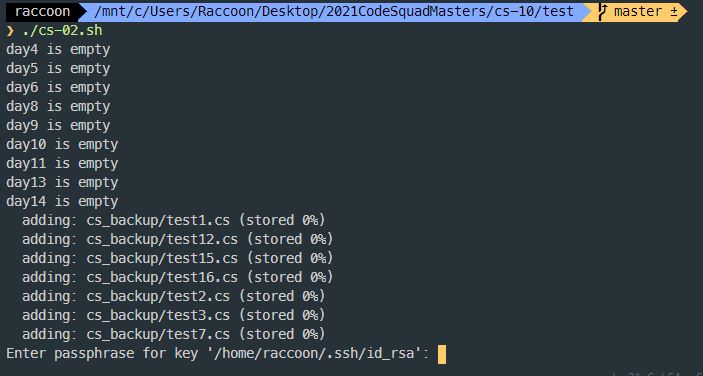 raccoon /mnt/c/Users/Raccoon/Desktop/2021CodeSquadMasters/cs-10/test master ±
❯ ./cs-02.sh
day4 is empty
day5 is empty
day6 is empty
day8 is empty
day9 is empty
day10 is empty
day11 is empty
day13 is empty
day14 is empty
  adding: cs_backup/test1.cs (stored 0%)
  adding: cs_backup/test12.cs (stored 0%)
  adding: cs_backup/test15.cs (stored 0%)
  adding: cs_backup/test16.cs (stored 0%)
  adding: cs_backup/test2.cs (stored 0%)
  adding: cs_backup/test3.cs (stored 0%)
  adding: cs_backup/test7.cs (stored 0%)
Enter passphrase for key '/home/raccoon/.ssh/id_rsa':